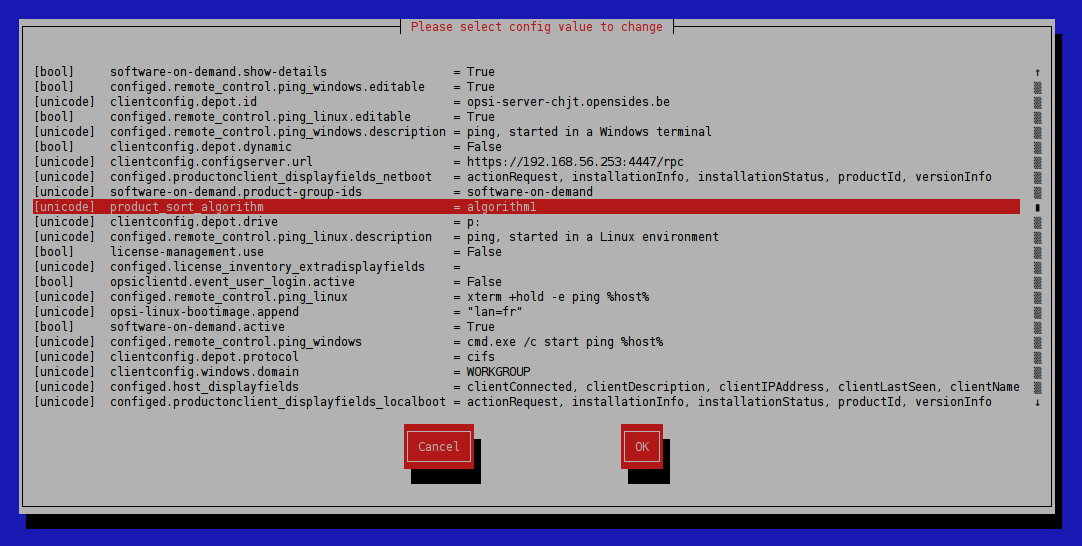 Please select config value to change
[bool] software-on-demand.show-details = True
[bool] configed.remote_control.ping_windows.editable = True
[unicode] clientconfig.depot.id = opsi-server-chjt.opensides.be
[bool] configed.remote_control.ping_linux.editable = True
[unicode] configed.remote_control.ping_windows.description = ping, started in a Windows terminal
[bool] clientconfig.depot.dynamic = False
[unicode] clientconfig.configserver.url = https://192.168.56.253:4447/rpc
[unicode] configed.productonclient_displayfields_netboot = actionRequest, installationInfo, installationStatus, productId, versionInfo
[unicode] software-on-demand.product-group-ids = software-on-demand
[unicode] product_sort_algorithm = algorithm1
[unicode] clientconfig.depot.drive = p:
[unicode] configed.remote_control.ping_linux.description = ping, started in a Linux environment
[bool] license-management.use = False
[unicode] configed.license_inventory_extradisplayfields =
[bool] opsiclientd.event_user_login.active = False
[unicode] configed.remote_control.ping_linux = xterm +hold -e ping %host%
[unicode] opsi-linux-bootimage.append = "lan=fr"
[bool] software-on-demand.active = True
[unicode] configed.remote_control.ping_windows = cmd.exe /c start ping %host%
[unicode] clientconfig.depot.protocol = cifs
[unicode] clientconfig.windows.domain = WORKGROUP
[unicode] configed.host_displayfields = clientConnected, clientDescription, clientIPAddress, clientLastSeen, clientName
[unicode] configed.productonclient_displayfields_localboot = actionRequest, installationInfo, installationStatus, productId, versionInfo
Cancel OK